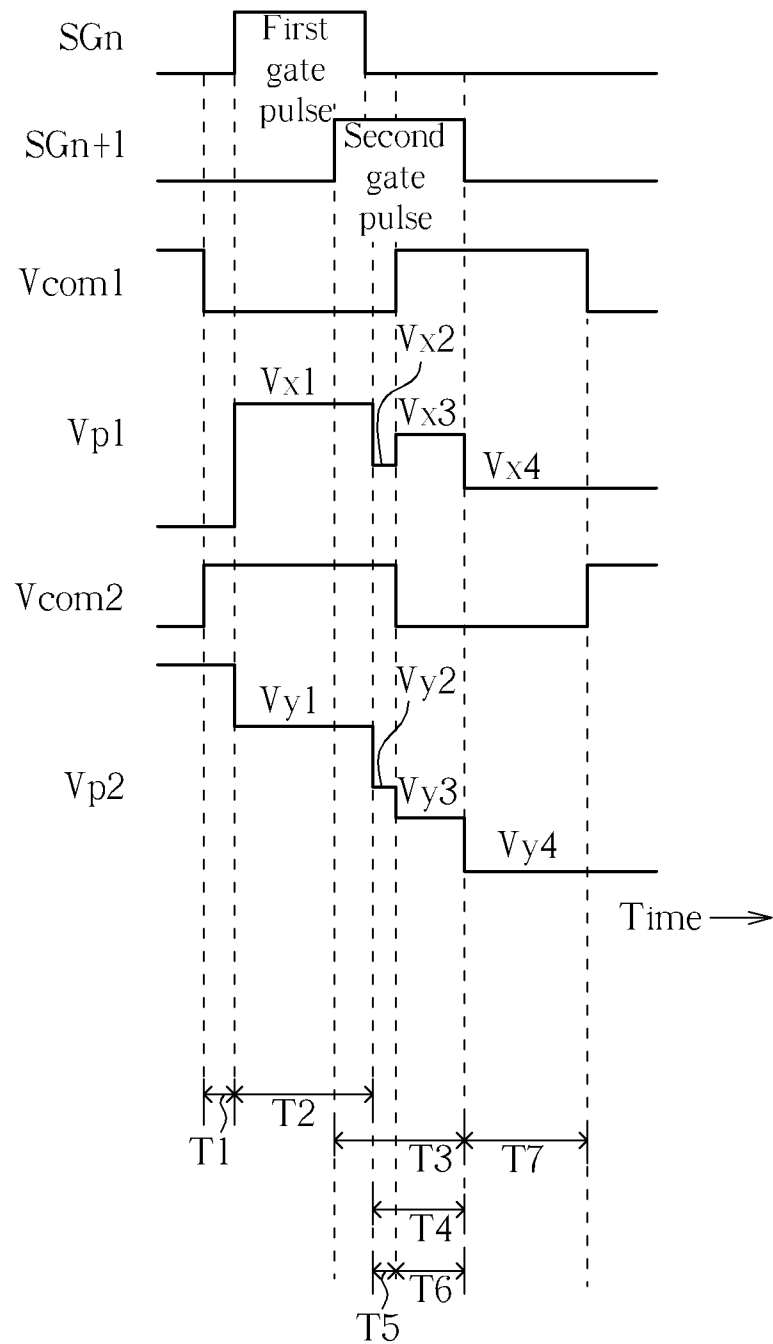 SGn
First
gate
pulse
SGn+1
Second
gate
pulse
Vcom1
Vx2
Vx1
Vx3
Vp1
Vx4
Vcom2
Vy2
Vy1
Vp2
Vy3
Vy4
Time
T1
T2
T3
T7
T4
T5
T6